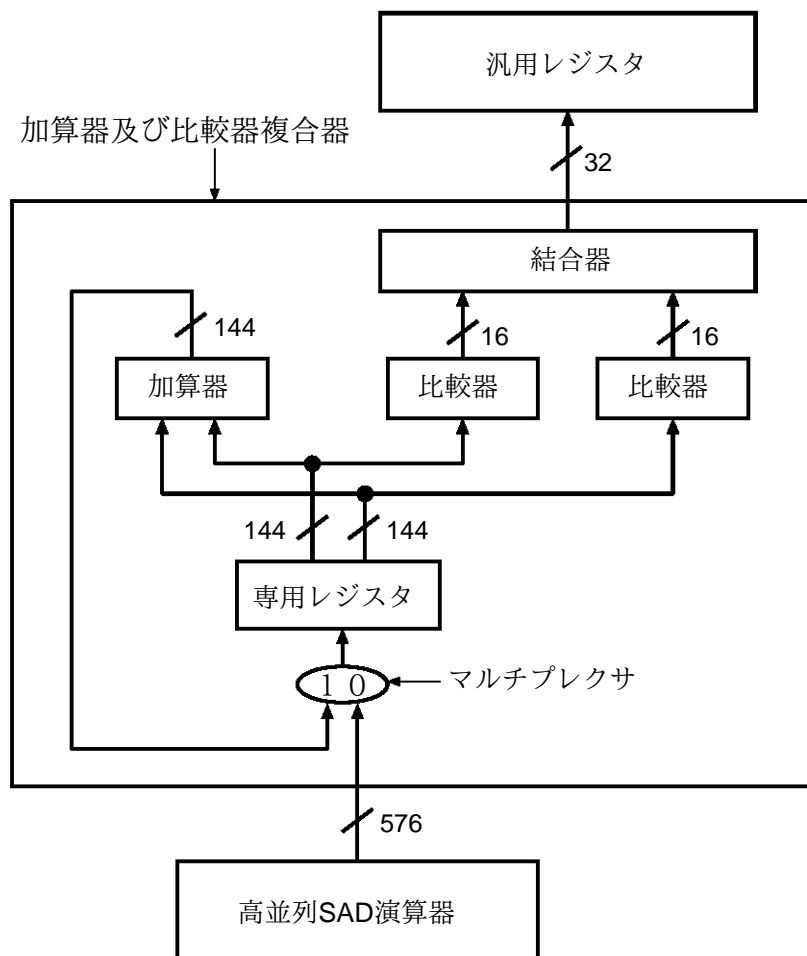 汎用レジスタ
加算器及び比較器複合器
32
結合器
144
16
16
加算器
比較器
比較器
144
144
専用レジスタ
1 0
マルチプレクサ
576
高並列SAD演算器